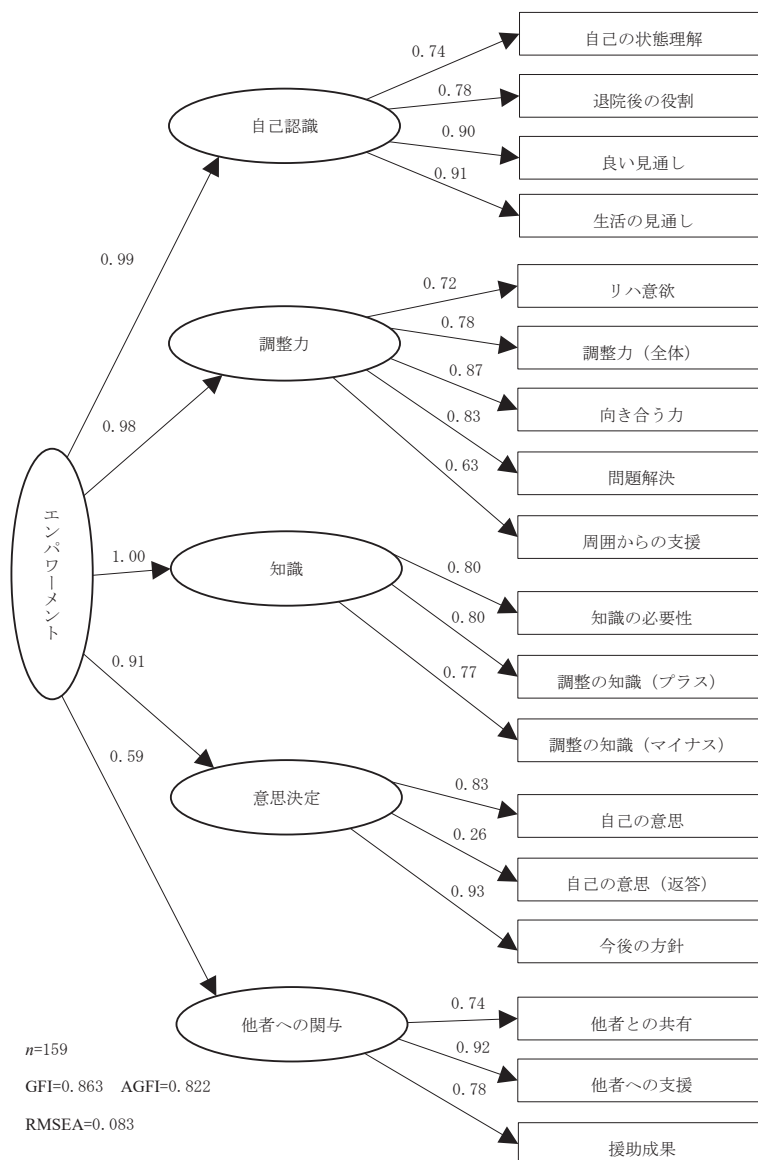 自己の状態理解
0.74
退院後の役割
0.78
自己認識
0.90
良い見通し
0.91
生活の見通し
0.99
リハ意欲
0.72
0.78
調整力
調整力（全体）
0.87
向き合う力
0.98
0.83
0.63
問題解決
エンパワーメント
周囲からの支援
1.00
知識
0.80
知識の必要性
0.80
0.91
0.77
調整の知識（プラス）
調整の知識（マイナス）
0.59
0.83
意思決定
自己の意思
0.26
自己の意思（返答）
0.93
今後の方針
0.74
他者への関与
他者との共有
0.92
n=159
他者への支援
GFI=0.863 AGFI=0.822
0.78
RMSEA=0.083
援助成果